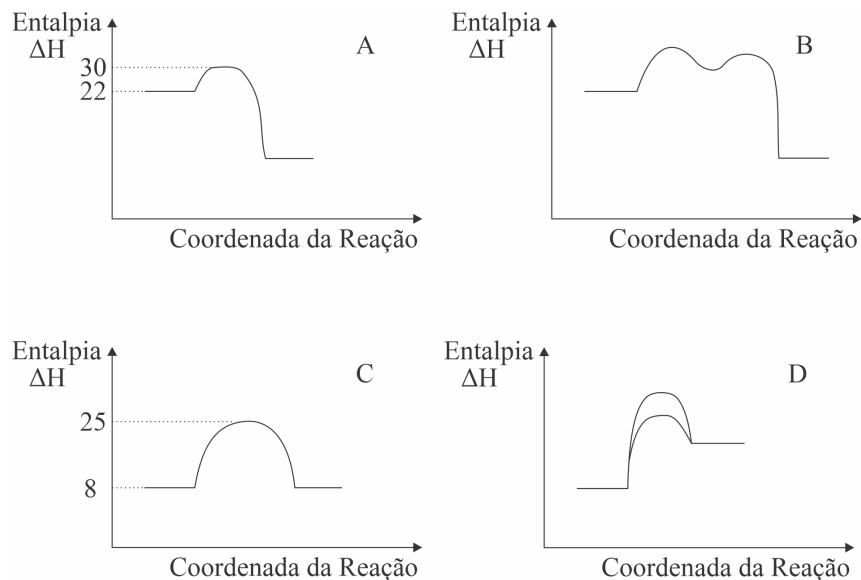 Entalpia
ΔH
A
30
22
Coordenada da Reação
Entalpia
ΔH
B
Coordenada da Reação
Entalpia
ΔH
C
25
8
Coordenada da Reação
Entalpia
ΔH
D
Coordenada da Reação